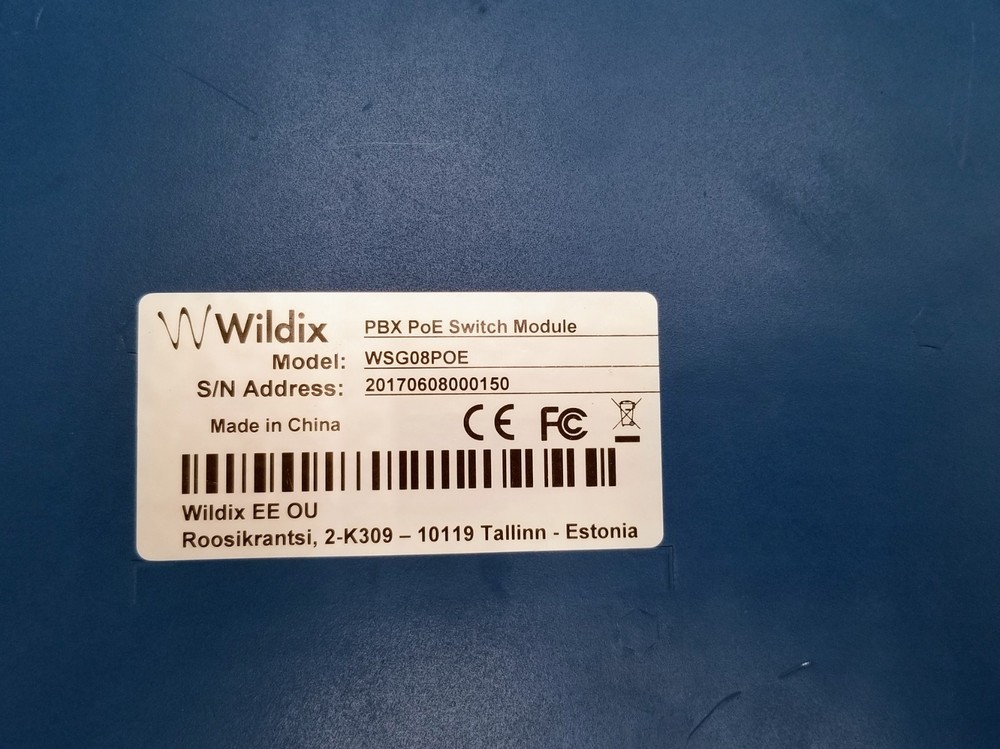 Wildix PBX PoE Switch Module
Model: WSG08POE
S/N Address: 20170608000150
Made in China CE FC
Wildix EE OU
Roosikrantsi, 2-K309 – 10119 Tallinn - Estonia